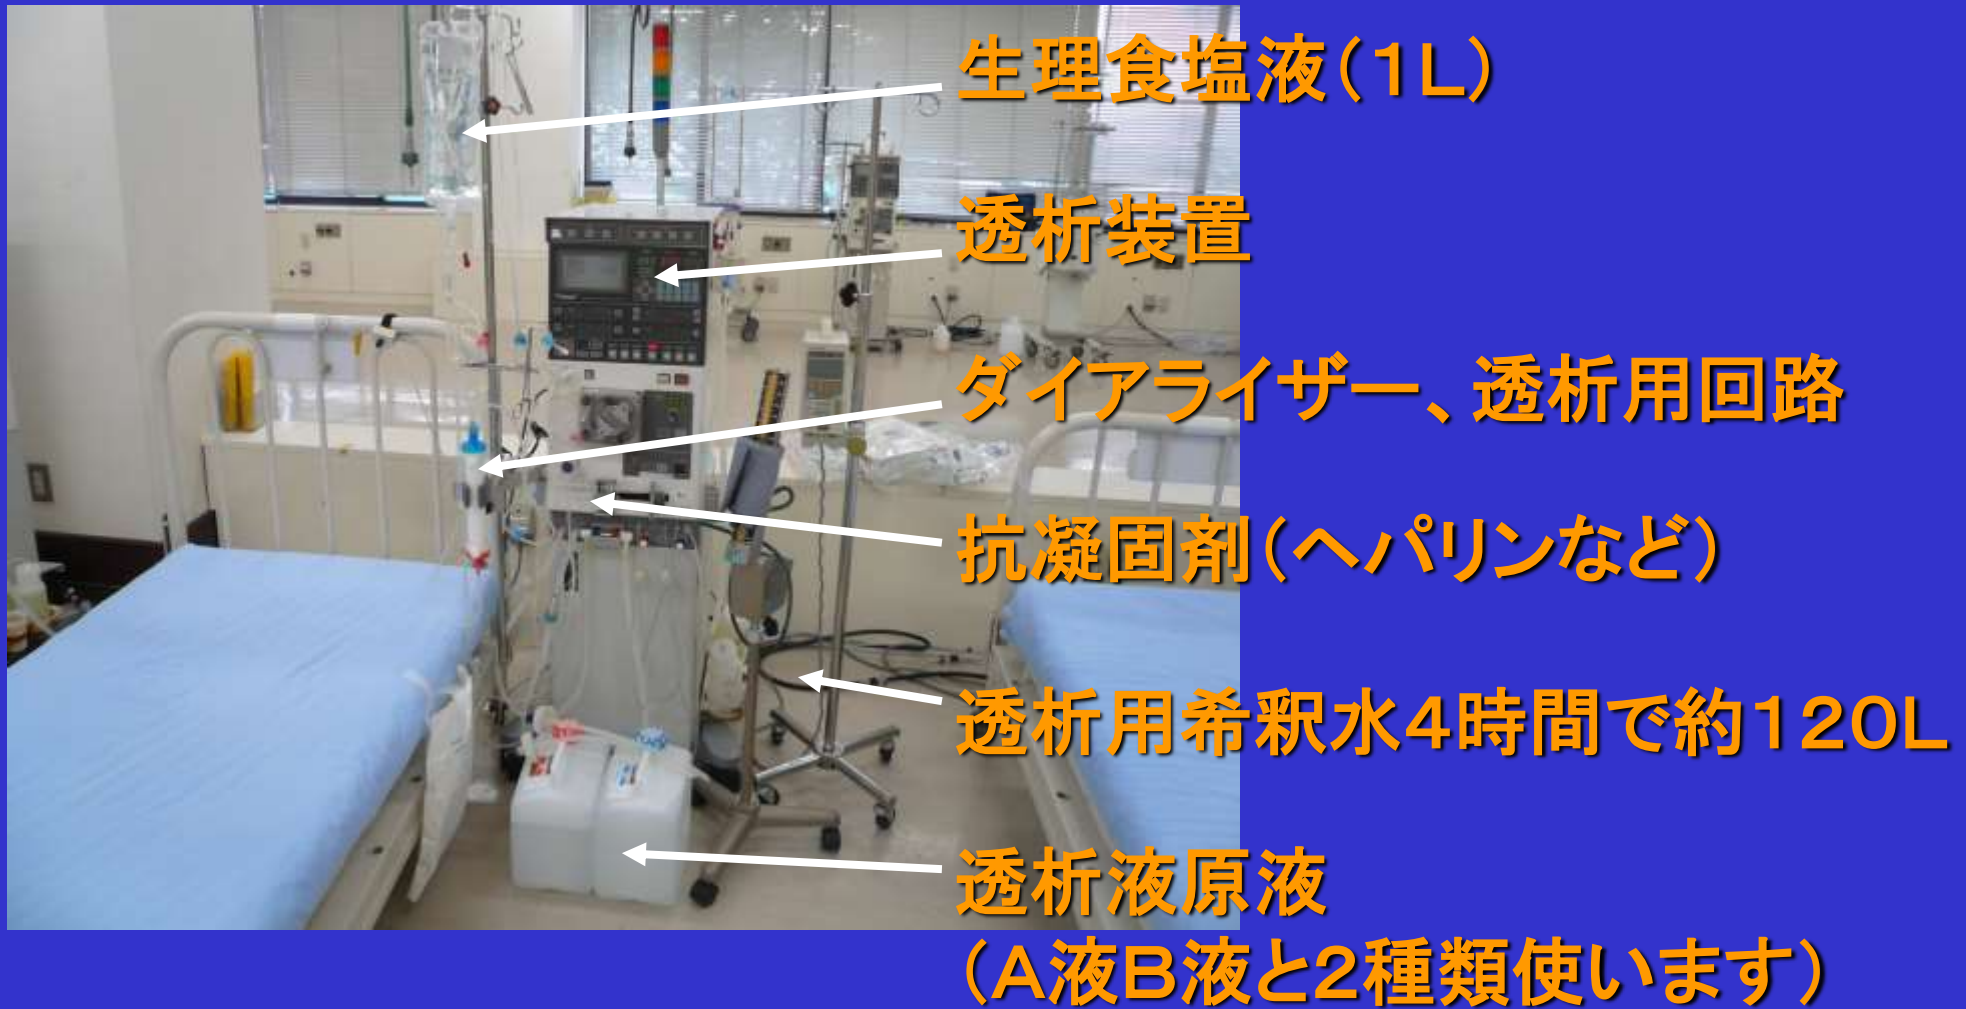 生理食塩液（１Ｌ）
透析装置
ダイアライザー、透析用回路
抗凝固剤（ヘパリンなど）
透析用希釈水４時間で約１２０Ｌ
透析液原液
（Ａ液Ｂ液と２種類使います）